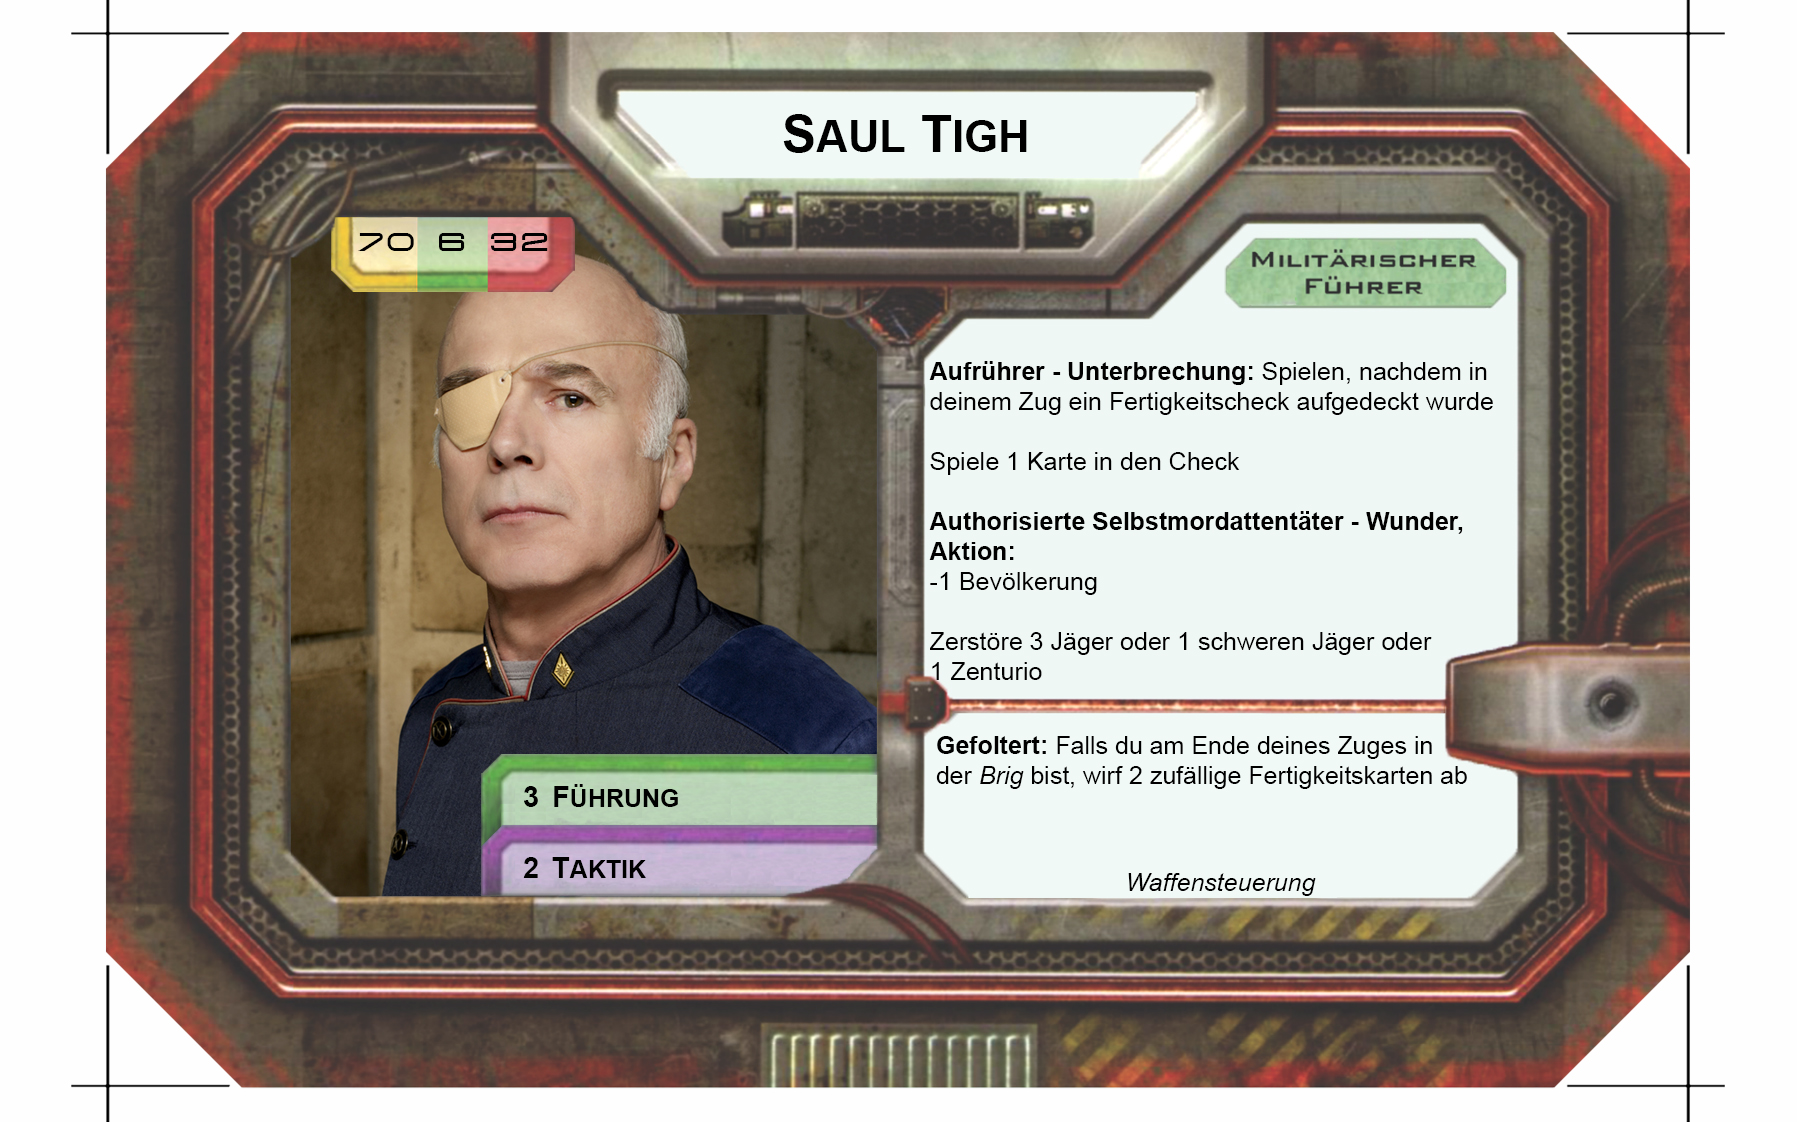 SAUL TIGH
70 6 32
MILITÄRISCHER
FÜHRER
Aufrührer - Unterbrechung: Spielen, nachdem in
deinem Zug ein Fertigkeitscheck aufgedeckt wurde
Spiele 1 Karte in den Check
Authorisierte Selbstmordattentäter - Wunder,
Aktion:
-1 Bevölkerung
Zerstöre 3 Jäger oder 1 schweren Jäger oder
1 Zenturio
Gefoltert: Falls du am Ende deines Zuges in
der Brig bist, wirf 2 zufällige Fertigkeitskarten ab
3 FÜHRUNG
2 TAKTIK
Waffensteuerung